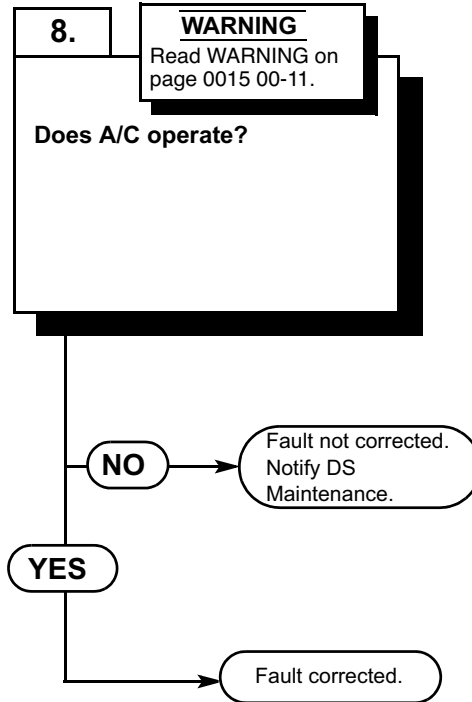 8.
WARNING
Read WARNING on
page 0015 00-11.
Does A/C operate?
NO
Fault not corrected.
Notify DS
Maintenance.
YES
Fault corrected.